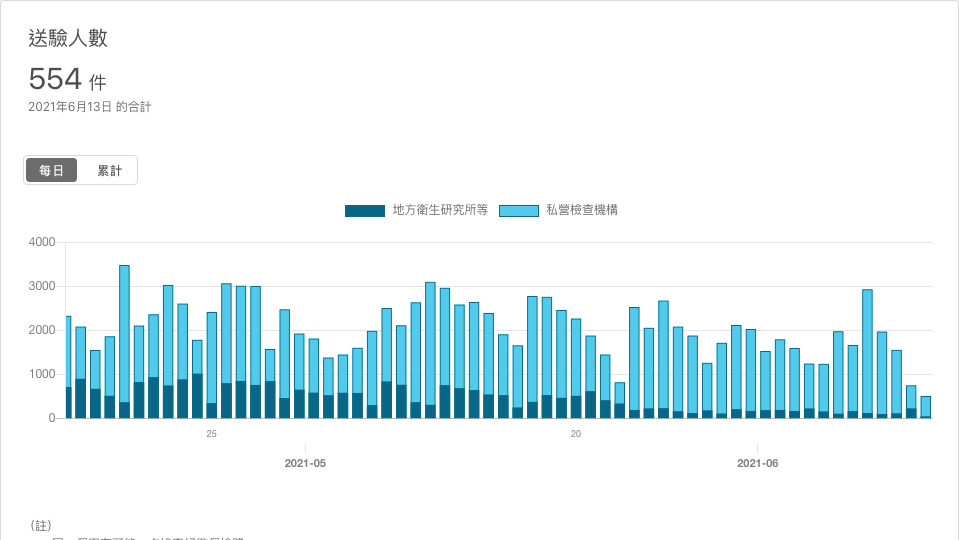 送驗人數
554 件
2021年6月13日 的合計
每日 累計
地方衛生研究所等 私營檢查機構
4000
3000
2000
1000
0
25 20
2021-05 2021-06
(註)